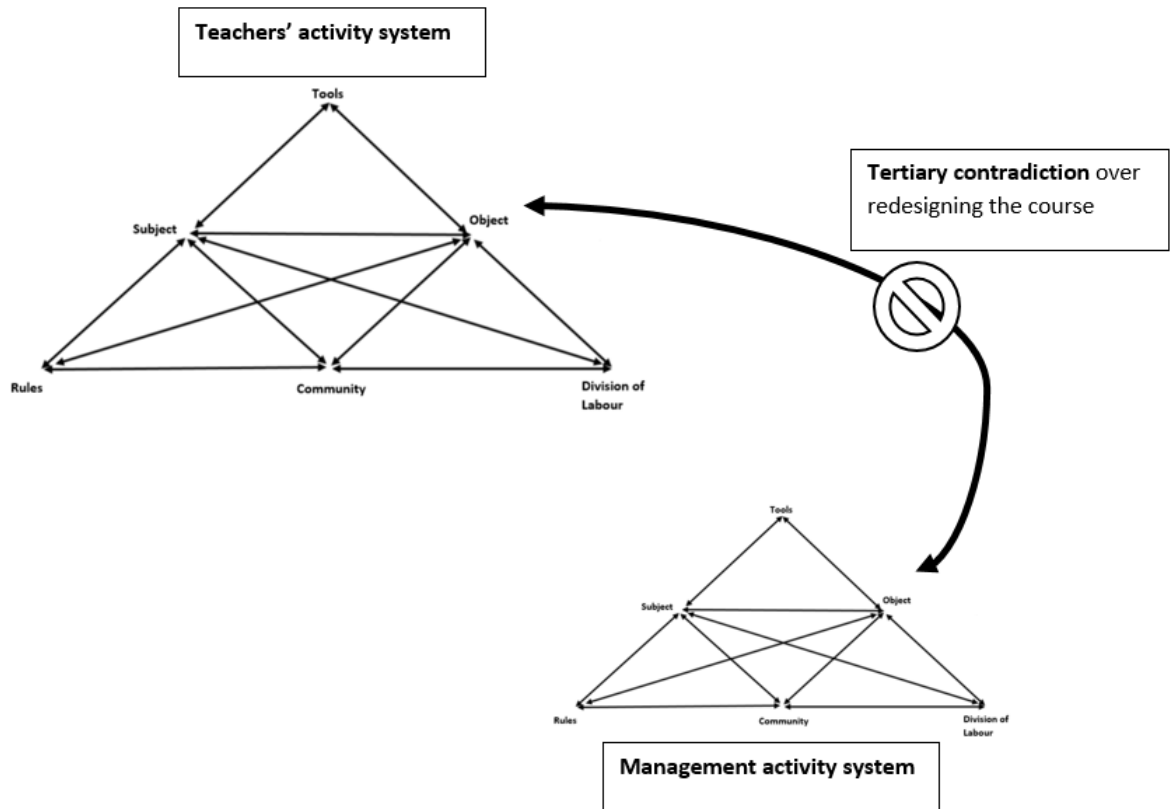 Teachers’ activity system
Tools
Tertiary contradiction over
redesigning the course
Subject
Object
Rules
Community
Division of
Labour
Tools
Subject
Object
Rules
Community
Division of
Labour
Management activity system